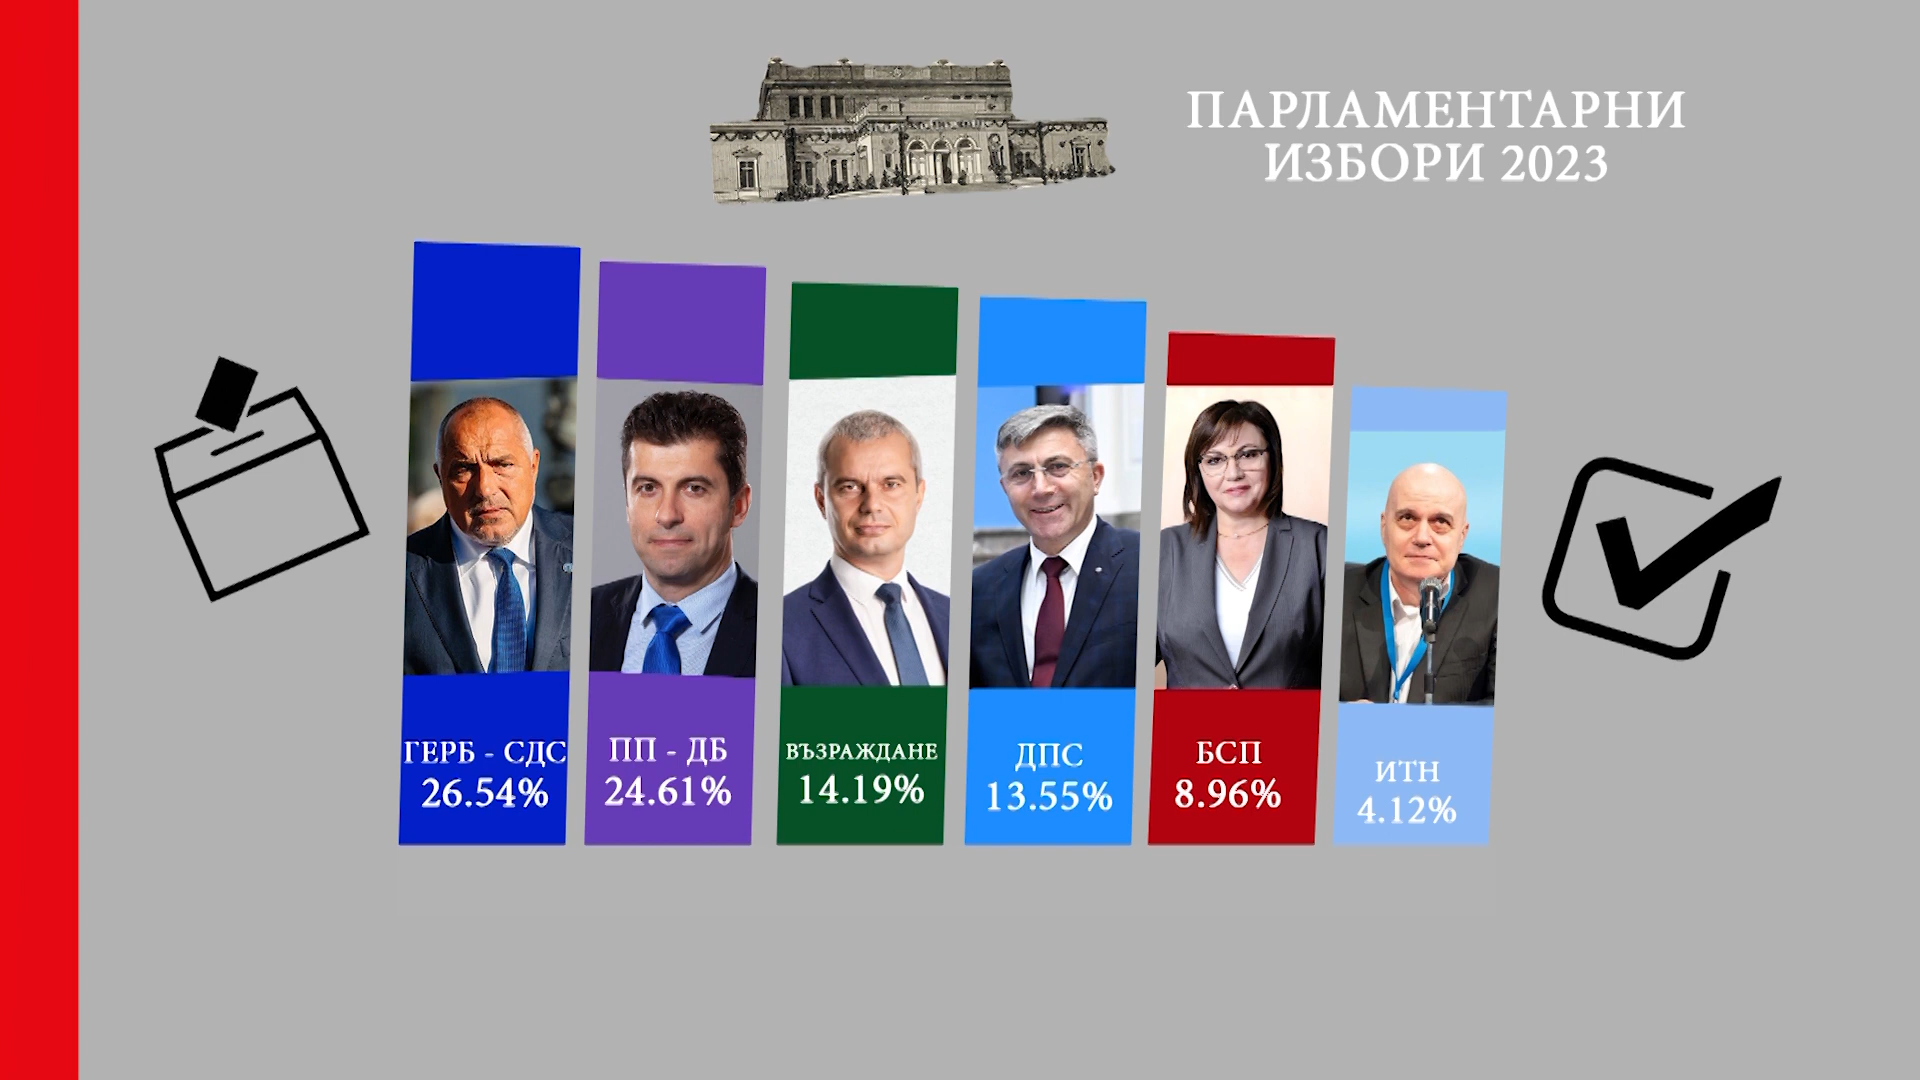 ПАРЛАМЕНТАРНИ
ИЗБОРИ 2023
ГЕРБ - СДС
26.54%
ПП - ДБ
24.61%
ВЪЗРАЖДАНЕ
14.19%
ДПС
13.55%
БСП
8.96%
ИТН
4.12%